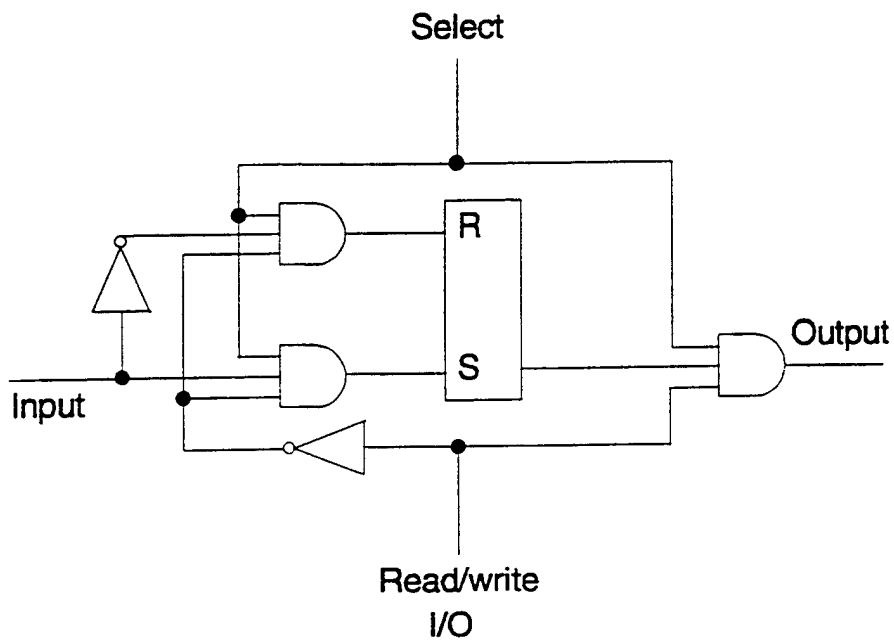 Select
R
S
Output
Input
Read/write
I/O